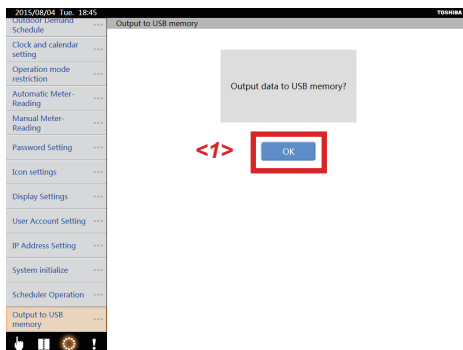 2015/08/04 Tue. 18:45
TOSHIBA
Outdoor Demand
Schedule
Output to USB memory
Clock and calendar
setting
Operation mode
restriction
Automatic Meter-
Reading
Manual Meter-
Reading
Password Setting
Icon settings
Display Settings
User Account Setting
IP Address Setting
System initialize
Scheduler Operation
Output to USB
memory
Output data to USB memory?
<1>
OK